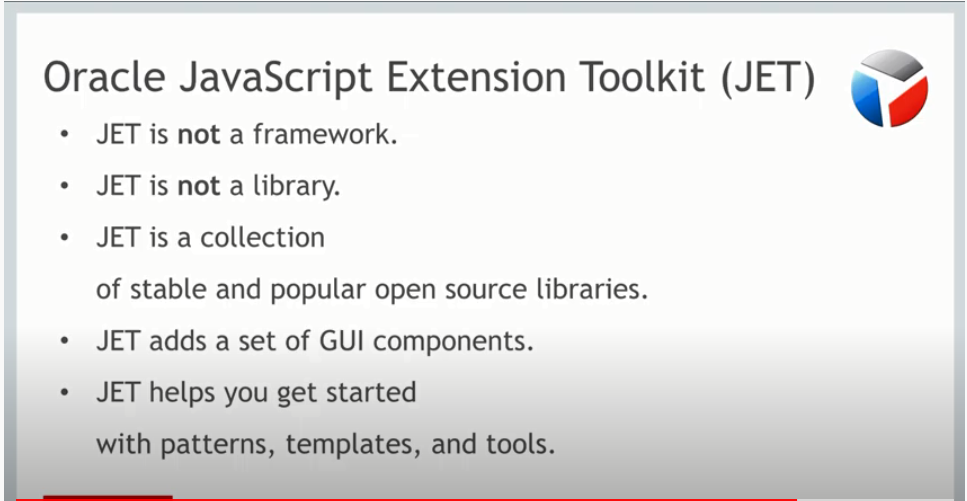 Oracle JavaScript Extension Toolkit (JET)
• JET is not a framework.
• JET is not a library.
• JET is a collection
of stable and popular open source libraries.
• JET adds a set of GUI components.
• JET helps you get started
with patterns, templates, and tools.